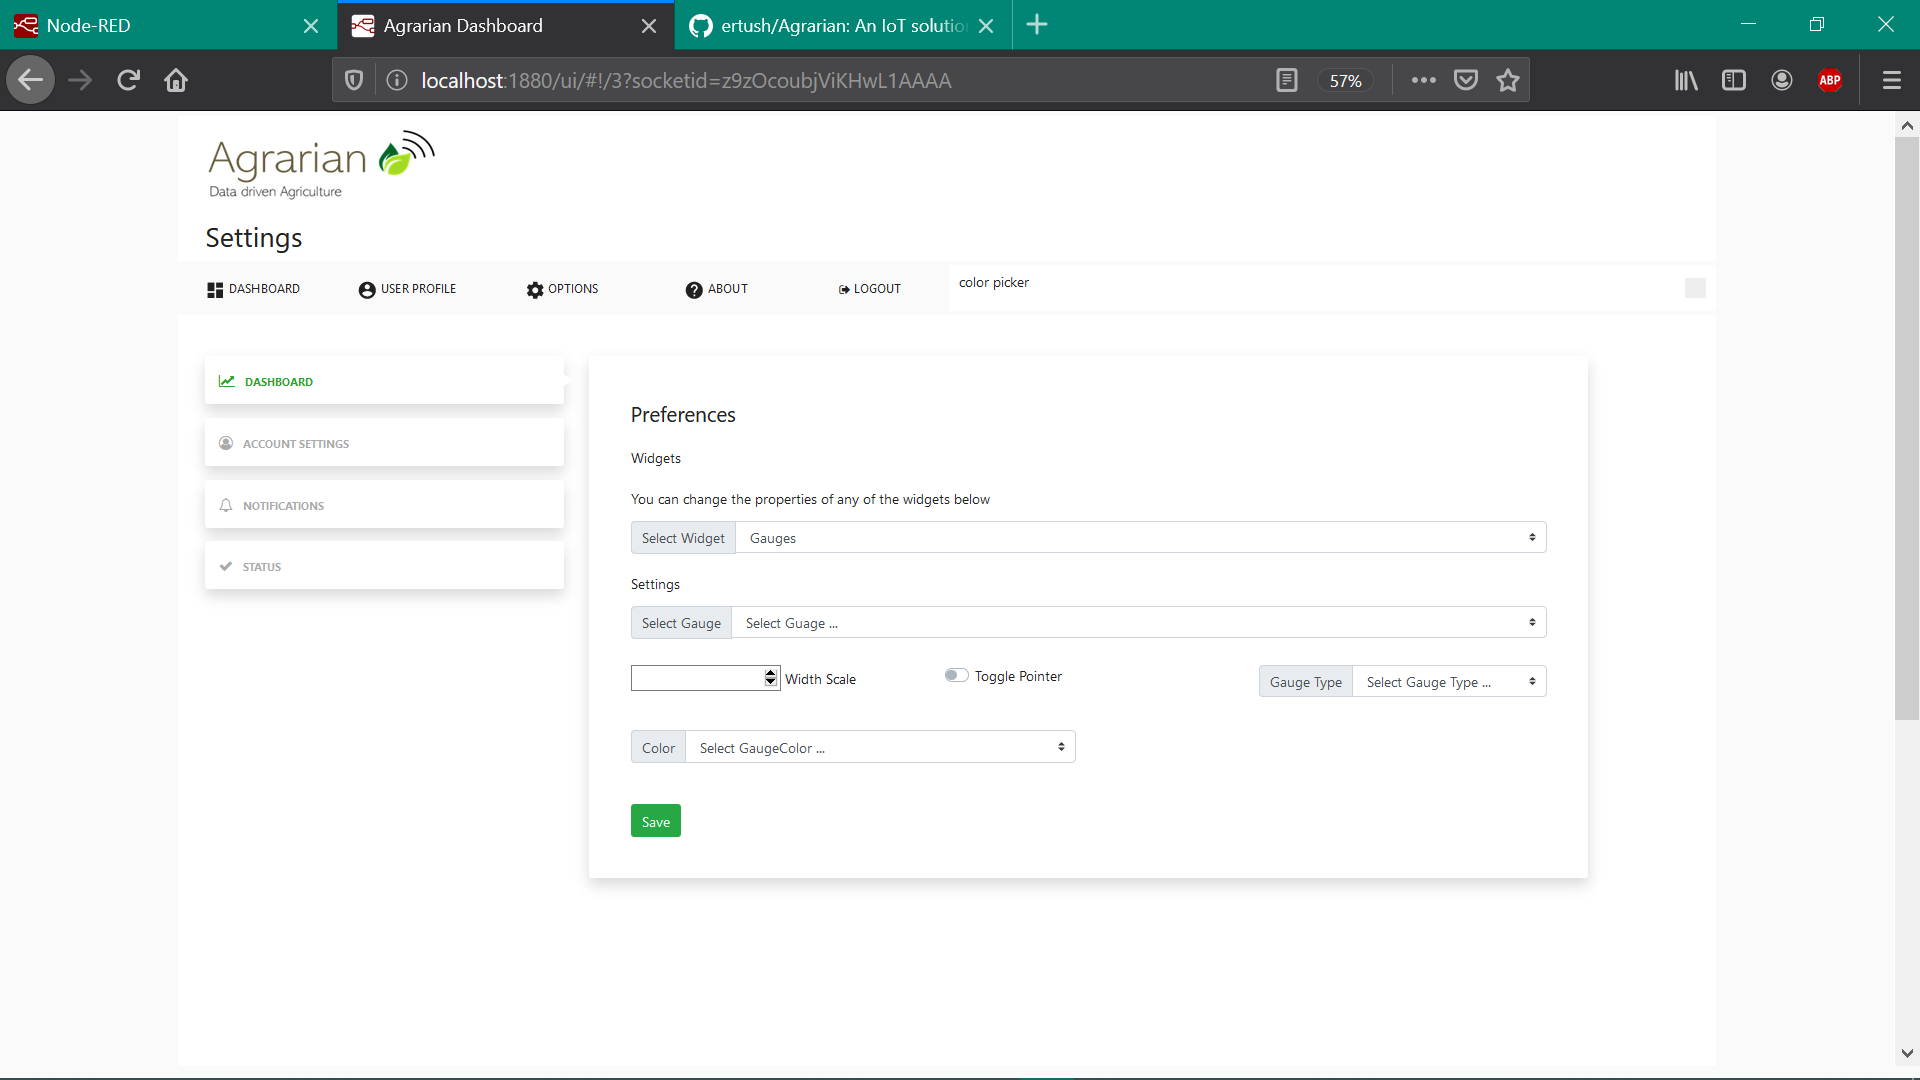 Node-RED
Agrarian Dashboard
ertush/Agrarian: An IoT solutio
localhost:1880/ui/#!/3?socketid=z9zOcoubjViKHwL1AAAA
57%
ABP
Agrarian
Data driven Agriculture
Settings
DASHBOARD
USER PROFILE
OPTIONS
ABOUT
LOGOUT
color picker
DASHBOARD
ACCOUNT SETTINGS
NOTIFICATIONS
STATUS
Preferences
Widgets
You can change the properties of any of the widgets below
Select Widget
Gauges
Settings
Select Gauge
Select Guage ...
Width Scale
Toggle Pointer
Gauge Type
Select Gauge Type ...
Color
Select GaugeColor ...
Save